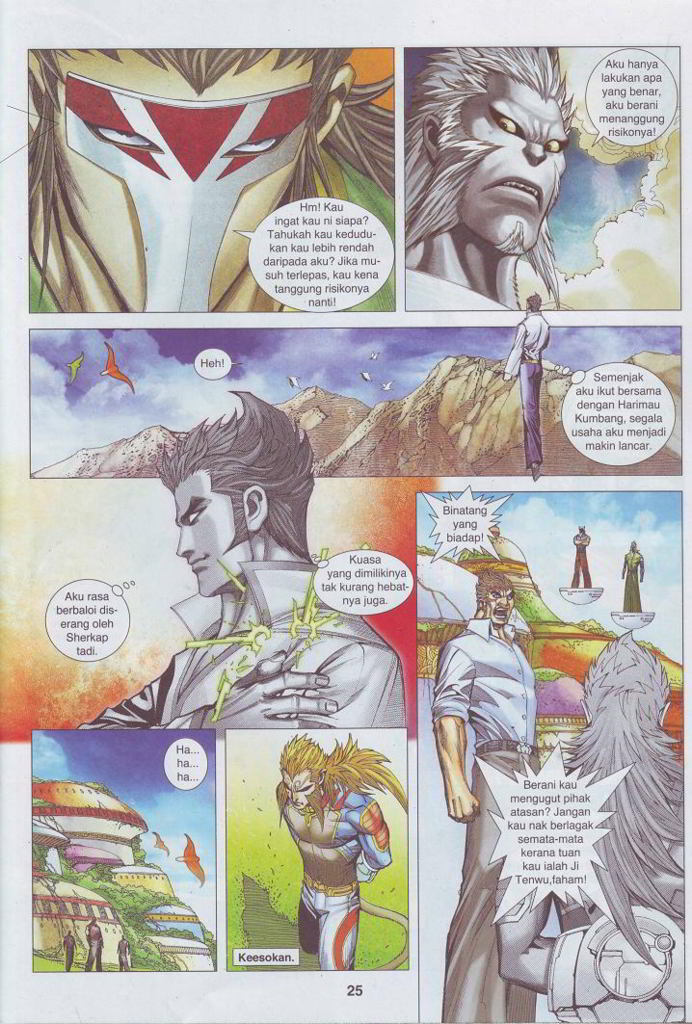 Hm! Kau
ingat kau ni siapa?
Tahukah kau kedudu-
kan kau lebih rendah
daripada aku? Jika mu-
suh terlepas, kau kena
tanggung risikonya
nanti!
Aku hanya
lakukan apa
yang benar,
aku berani
menanggung
risikonya!
Heh!
Semenjak
aku ikut bersama
dengan Harimau
Kumbang, segala
usaha aku menjadi
makin lancar.
Kuasa
yang dimilikinya
tak kurang hebat-
nya juga.
Aku rasa
berbaloi dis-
erang oleh
Sherkap
tadi.
Binatang
yang
biadap!
Berani kau
mengugut pihak
atasan? Jangan
kau nak berlagak
semata-mata
kerana tuan
kau ialah Ji
Tenwu,faham!
Ha...
ha...
ha...
Keesokan.
25